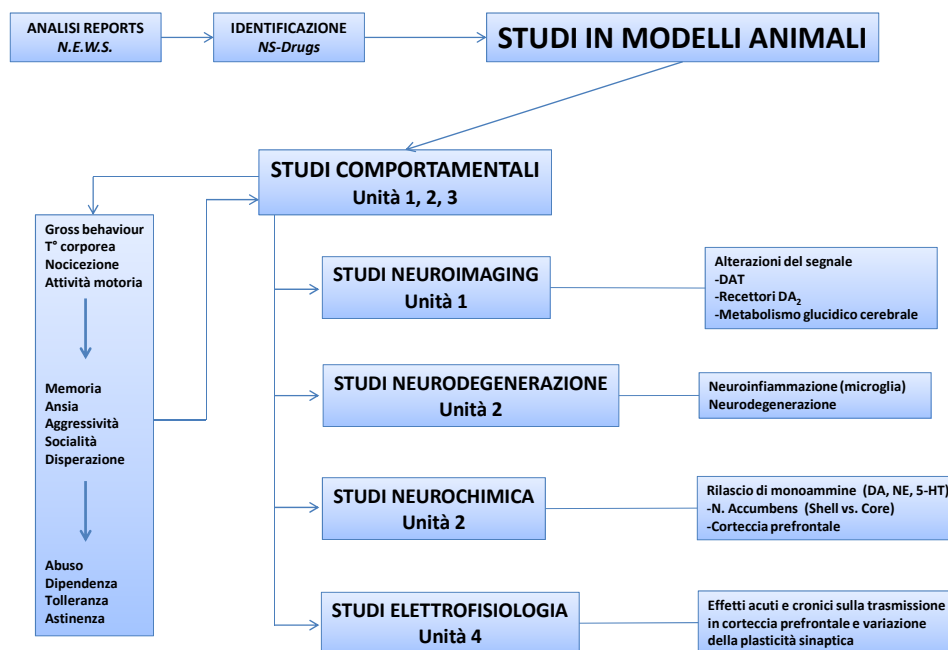 ANALISI REPORTS
N.E.W.S.
IDENTIFICAZIONE
NS-Drugs
STUDI IN MODELLI ANIMALI
STUDI COMPORTAMENTALI
Unità 1, 2, 3
Gross behaviour
T° corporea
Nocicezione
Attività motoria
Memoria
Ansia
Aggressività
Socialità
Disperazione
Abuso
Dipendenza
Tolleranza
Astinenza
STUDI NEUROIMAGING
Unità 1
Alterazioni del segnale
-DAT
-Recettori DA₂
-Metabolismo glucidico cerebrale
STUDI NEURODEGENERAZIONE
Unità 2
Neuroinfiammazione (microglia)
Neurodegenerazione
STUDI NEUROCHIMICA
Unità 2
Rilascio di monoammine (DA, NE, 5-HT)
-N. Accumbens (Shell vs. Core)
-Corteccia prefrontale
STUDI ELETTROFISIOLOGIA
Unità 4
Effetti acuti e cronici sulla trasmissione
in corteccia prefrontale e variazione
della plasticità sinaptica